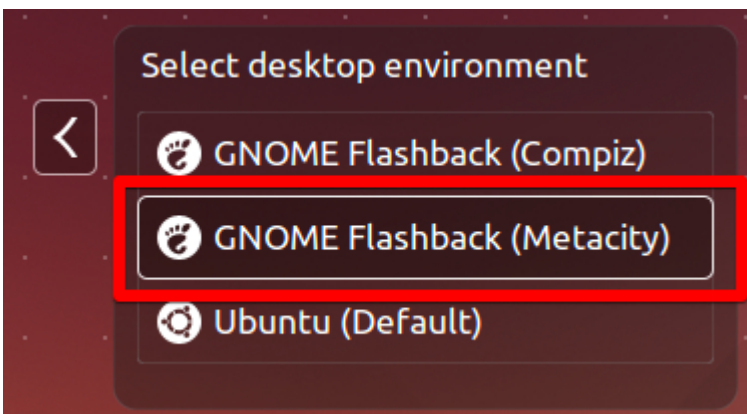 Select desktop environment
GNOME Flashback (Compiz)
GNOME Flashback (Metacity)
Ubuntu (Default)